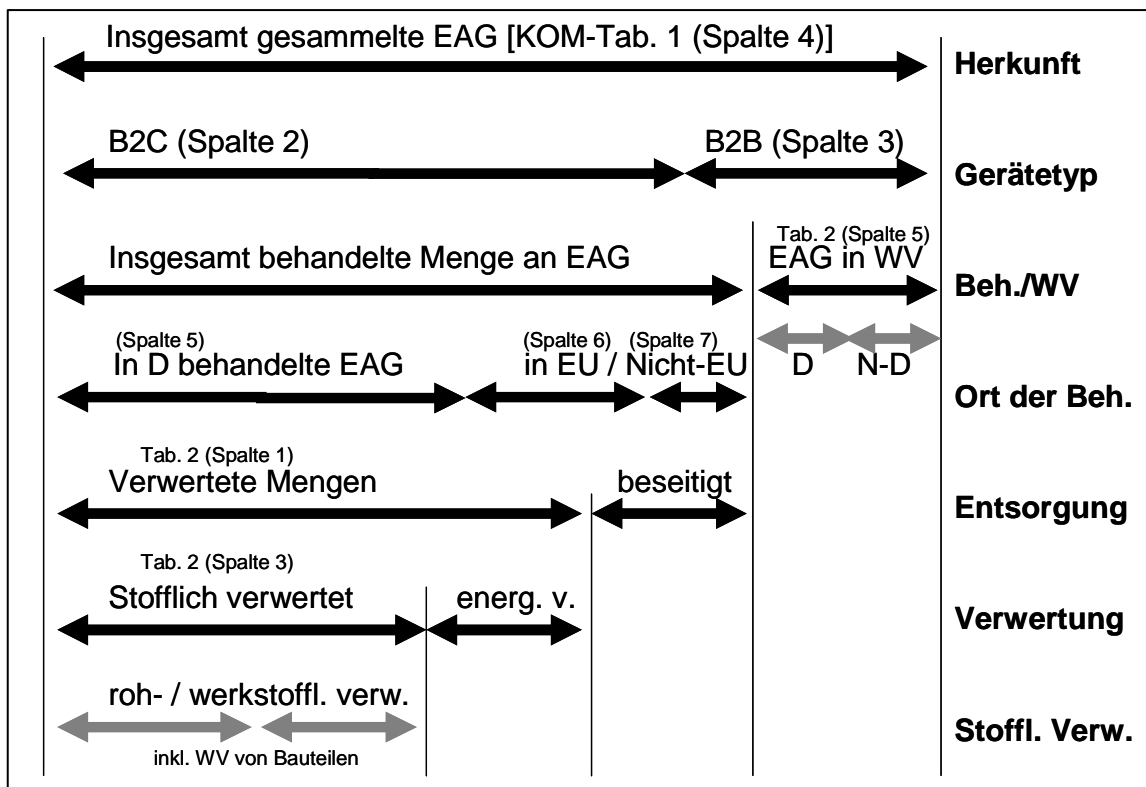 Insgesamt gesammelte EAG [KOM-Tab. 1 (Spalte 4)]
Herkunft
B2C (Spalte 2)
B2B (Spalte 3)
Gerätetyp
Tab. 2 (Spalte 5)
Insgesamt behandelte Menge an EAG
EAG in WV
Beh./WV
(Spalte 5)
(Spalte 6)
(Spalte 7)
In D behandelte EAG
in EU / Nicht-EU
D
N-D
Ort der Beh.
Tab. 2 (Spalte 1)
Verwertete Mengen
beseitigt
Entsorgung
Tab. 2 (Spalte 3)
Stofflich verwertet
energ. v.
Verwertung
roh- / werkstoffl. verw.
Stoffl. Verw.
inkl. WV von Bauteilen